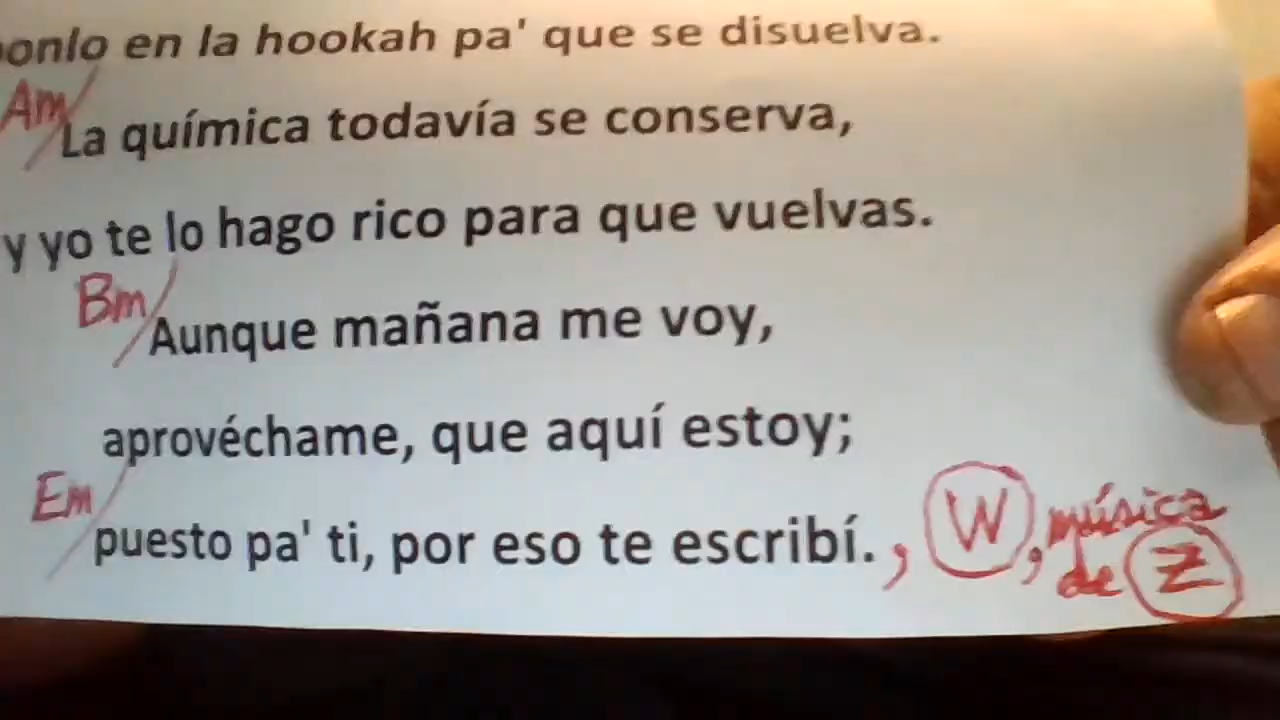 onlo en la hookah pa' que se disuelva.
Am/
La química todavía se conserva,
y yo te lo hago rico para que vuelvas.
Bm/
Aunque mañana me voy,
aprovéchame, que aquí estoy;
Em/
puesto pa' ti, por eso te escribí. , W , música
de Z